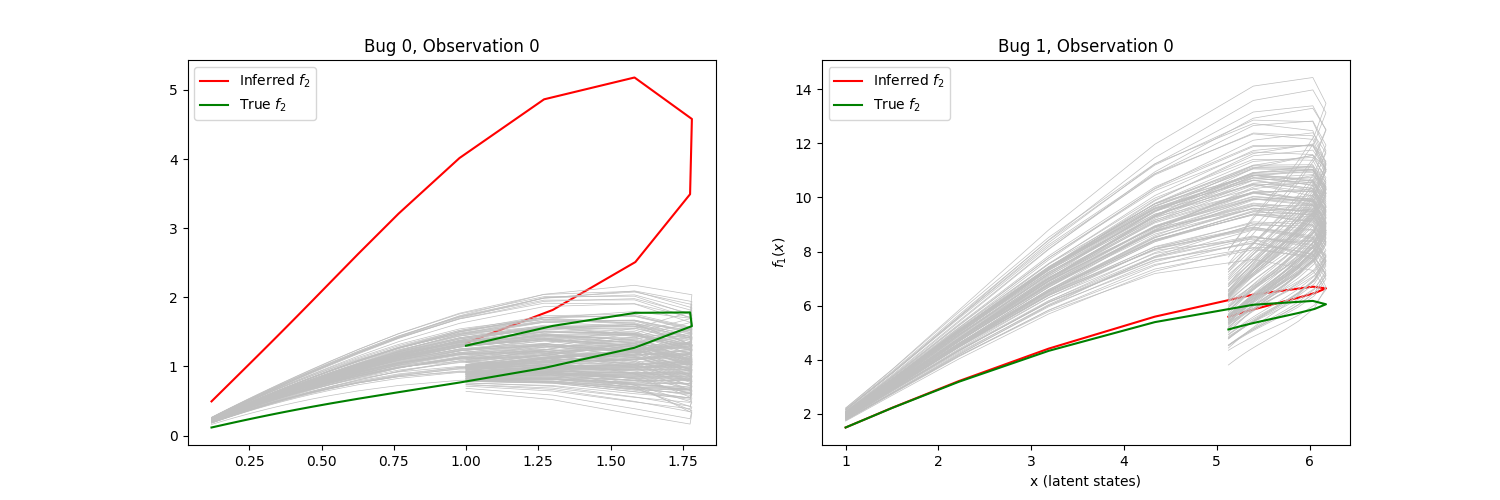 Bug 0, Observation 0
Inferred f₂
True f₂
5
4
3
2
1
0
0.25 0.50 0.75 1.00 1.25 1.50 1.75
Bug 1, Observation 0
Inferred f₂
True f₂
f₁(x)
14
12
10
8
6
4
2
1 2 3 4 5 6
x (latent states)